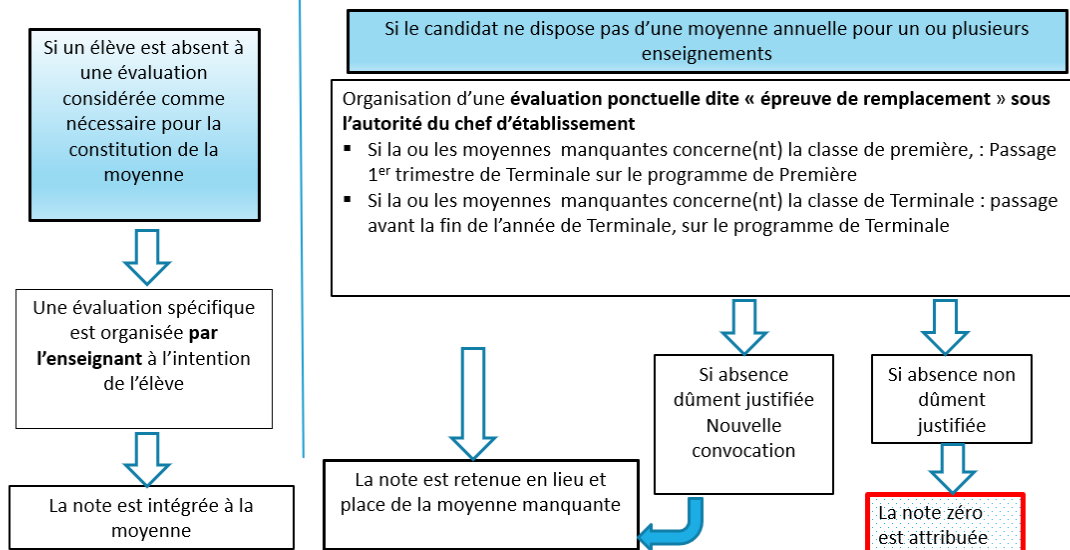 Si un élève est absent à
une évaluation
considérée comme
nécessaire pour la
constitution de la
moyenne
Une évaluation spécifique
est organisée par
l’enseignant à l’intention
de l’élève
La note est intégrée à la
moyenne
Si le candidat ne dispose pas d’une moyenne annuelle pour un ou plusieurs
enseignements
Organisation d’une évaluation ponctuelle dite « épreuve de remplacement » sous
l’autorité du chef d’établissement
▪ Si la ou les moyennes manquantes concerne(nt) la classe de première, : Passage
1er trimestre de Terminale sur le programme de Première
▪ Si la ou les moyennes manquantes concerne(nt) la classe de Terminale : passage
avant la fin de l’année de Terminale, sur le programme de Terminale
La note est retenue en lieu et
place de la moyenne manquante
Si absence
dûment justifiée
Nouvelle
convocation
Si absence non
dûment
justifiée
La note zéro
est attribuée